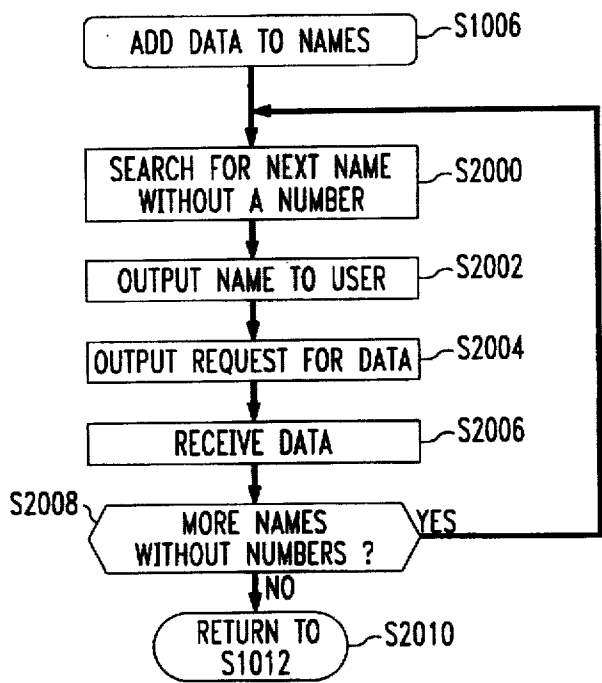 ADD DATA TO NAMES
S1006
SEARCH FOR NEXT NAME
WITHOUT A NUMBER
S2000
OUTPUT NAME TO USER
S2002
OUTPUT REQUEST FOR DATA
S2004
RECEIVE DATA
S2006
S2008
MORE NAMES
WITHOUT NUMBERS ?
YES
NO
RETURN TO
S1012
S2010